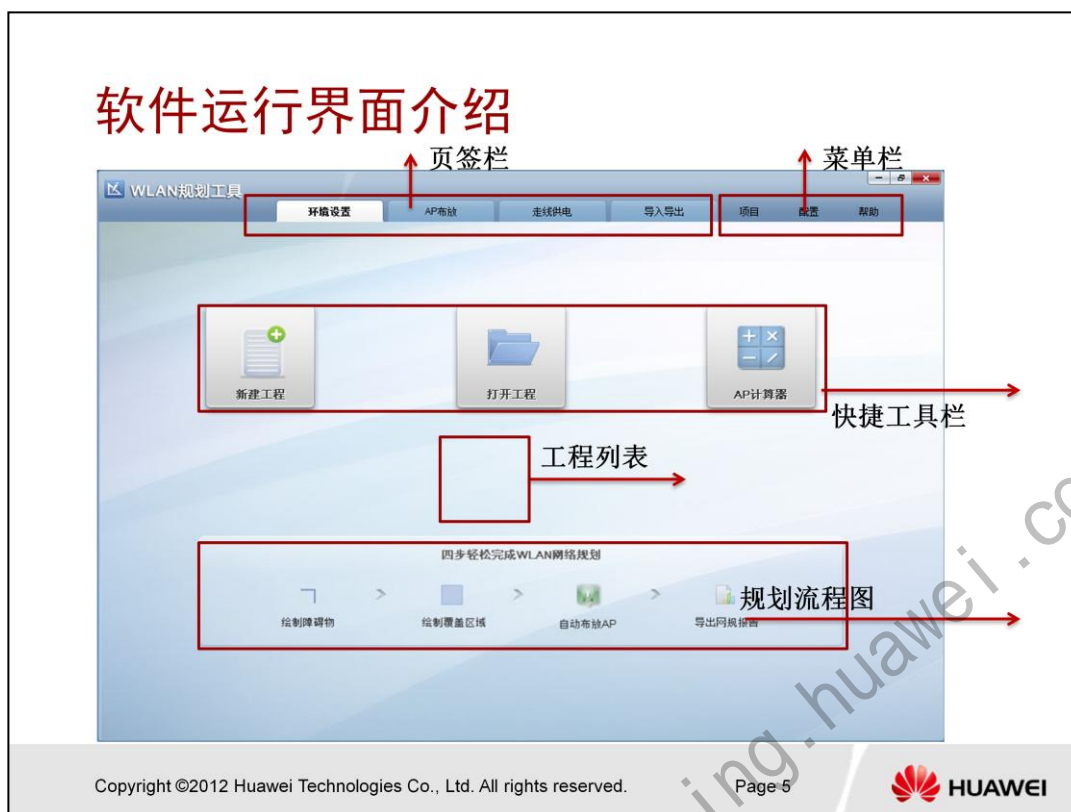 软件运行界面介绍
页签栏
菜单栏
WLAN规划工具
环境设置 AP布放 走线供电 导入导出 项目 配置 帮助
新建工程 打开工程 AP计算器
快捷工具栏
工程列表
四步轻松完成WLAN网络规划
规划流程图
绘制障碍物 > 绘制覆盖区域 > 自动布放AP > 导出网规报告
Copyright ©2012 Huawei Technologies Co., Ltd. All rights reserved.
Page 5
HUAWEI
ing.huawei.co